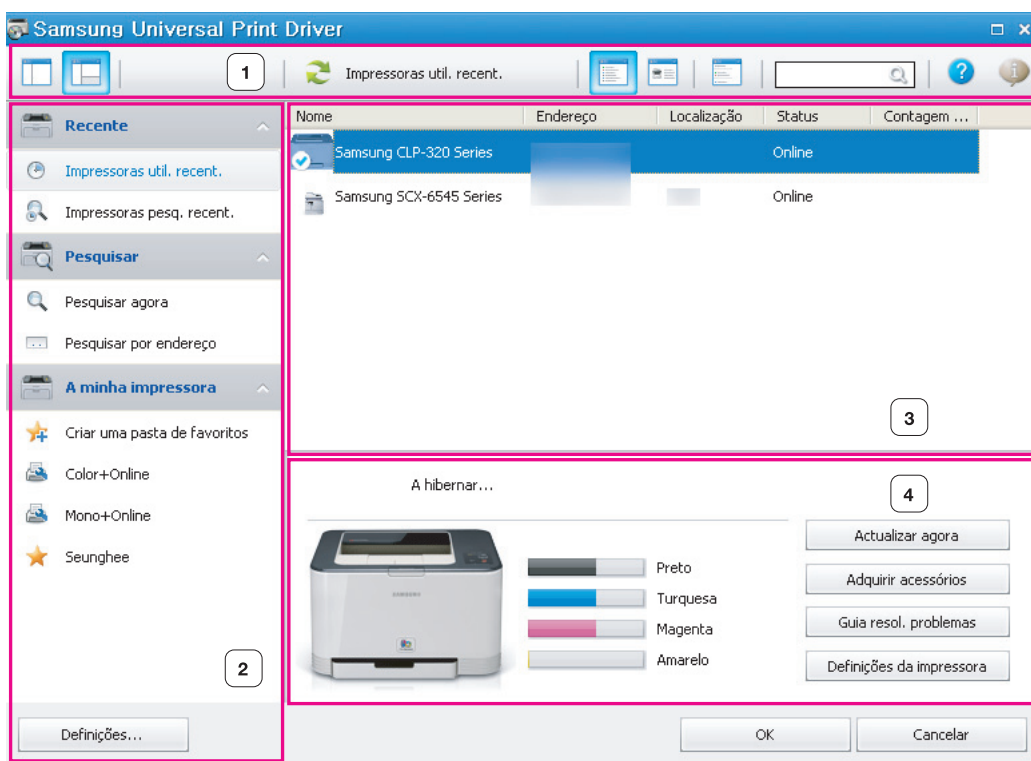 Samsung Universal Print Driver
1
Impressoras util. recent.
?
Recente
Impressoras util. recent.
Impressoras pesq. recent.
Pesquisar
Pesquisar agora
Pesquisar por endereço
A minha impressora
Criar uma pasta de favoritos
Color+Online
Mono+Online
Seunghee
2
Definições...
Nome Endereço Localização Status Contagem ...
Samsung CLP-320 Series Online
Samsung SCX-6545 Series Online
3
A hibernar...
4
SAMSUNG
Preto
Turquesa
Magenta
Amarelo
Actualizar agora
Adquirir acessórios
Guia resol. problemas
Definições da impressora
OK Cancelar